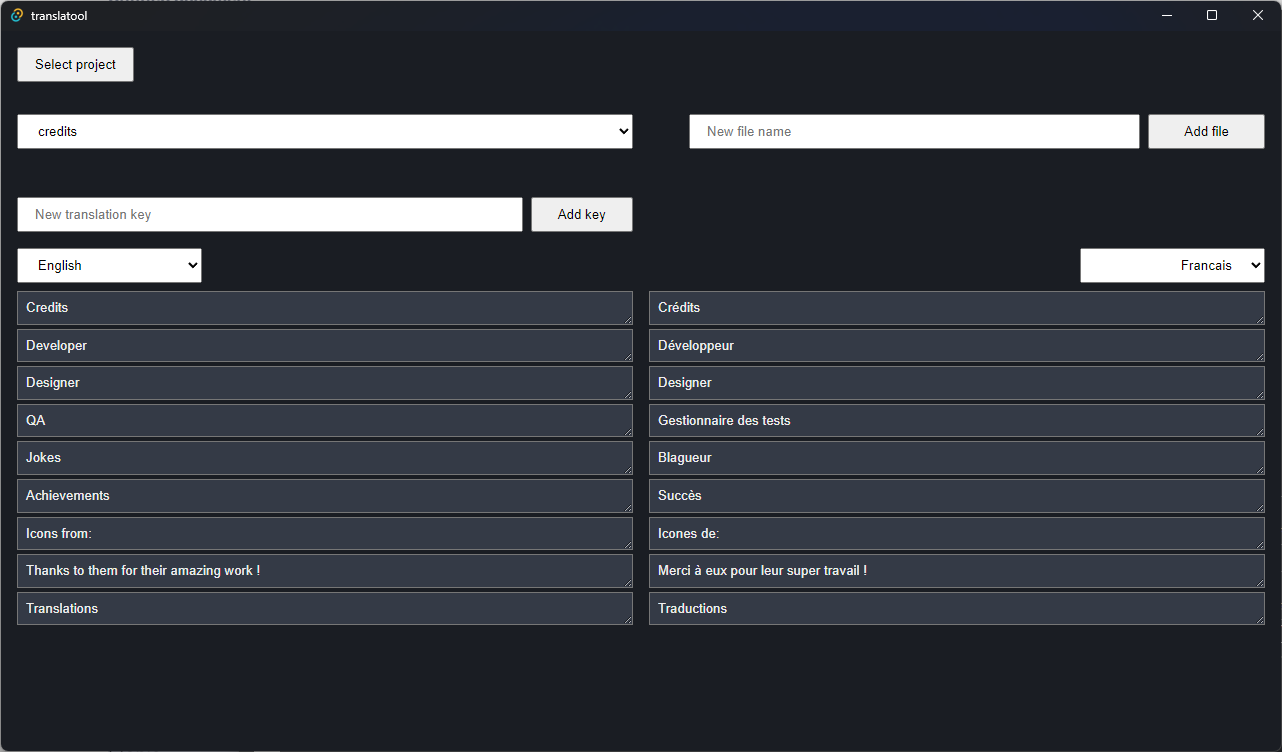 translatool
Select project
credits
New file name
Add file
New translation key
Add key
English
Francais
Credits
Crédits
Developer
Développeur
Designer
Designer
QA
Gestionnaire des tests
Jokes
Blagueur
Achievements
Succès
Icons from:
Icones de:
Thanks to them for their amazing work !
Merci à eux pour leur super travail !
Translations
Traductions